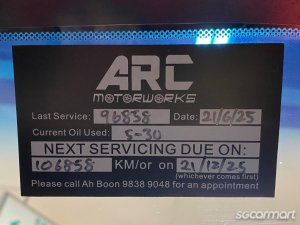 ARC
MOTORWORKS
Last Service: 96858 Date: 21/6/25
Current Oil Used: 5-30
NEXT SERVICING DUE ON:
106858 KM/or on 21/12/25
(whichever comes first)
Please call Ah Boon 9838 9048 for an appointment
sgcarmart